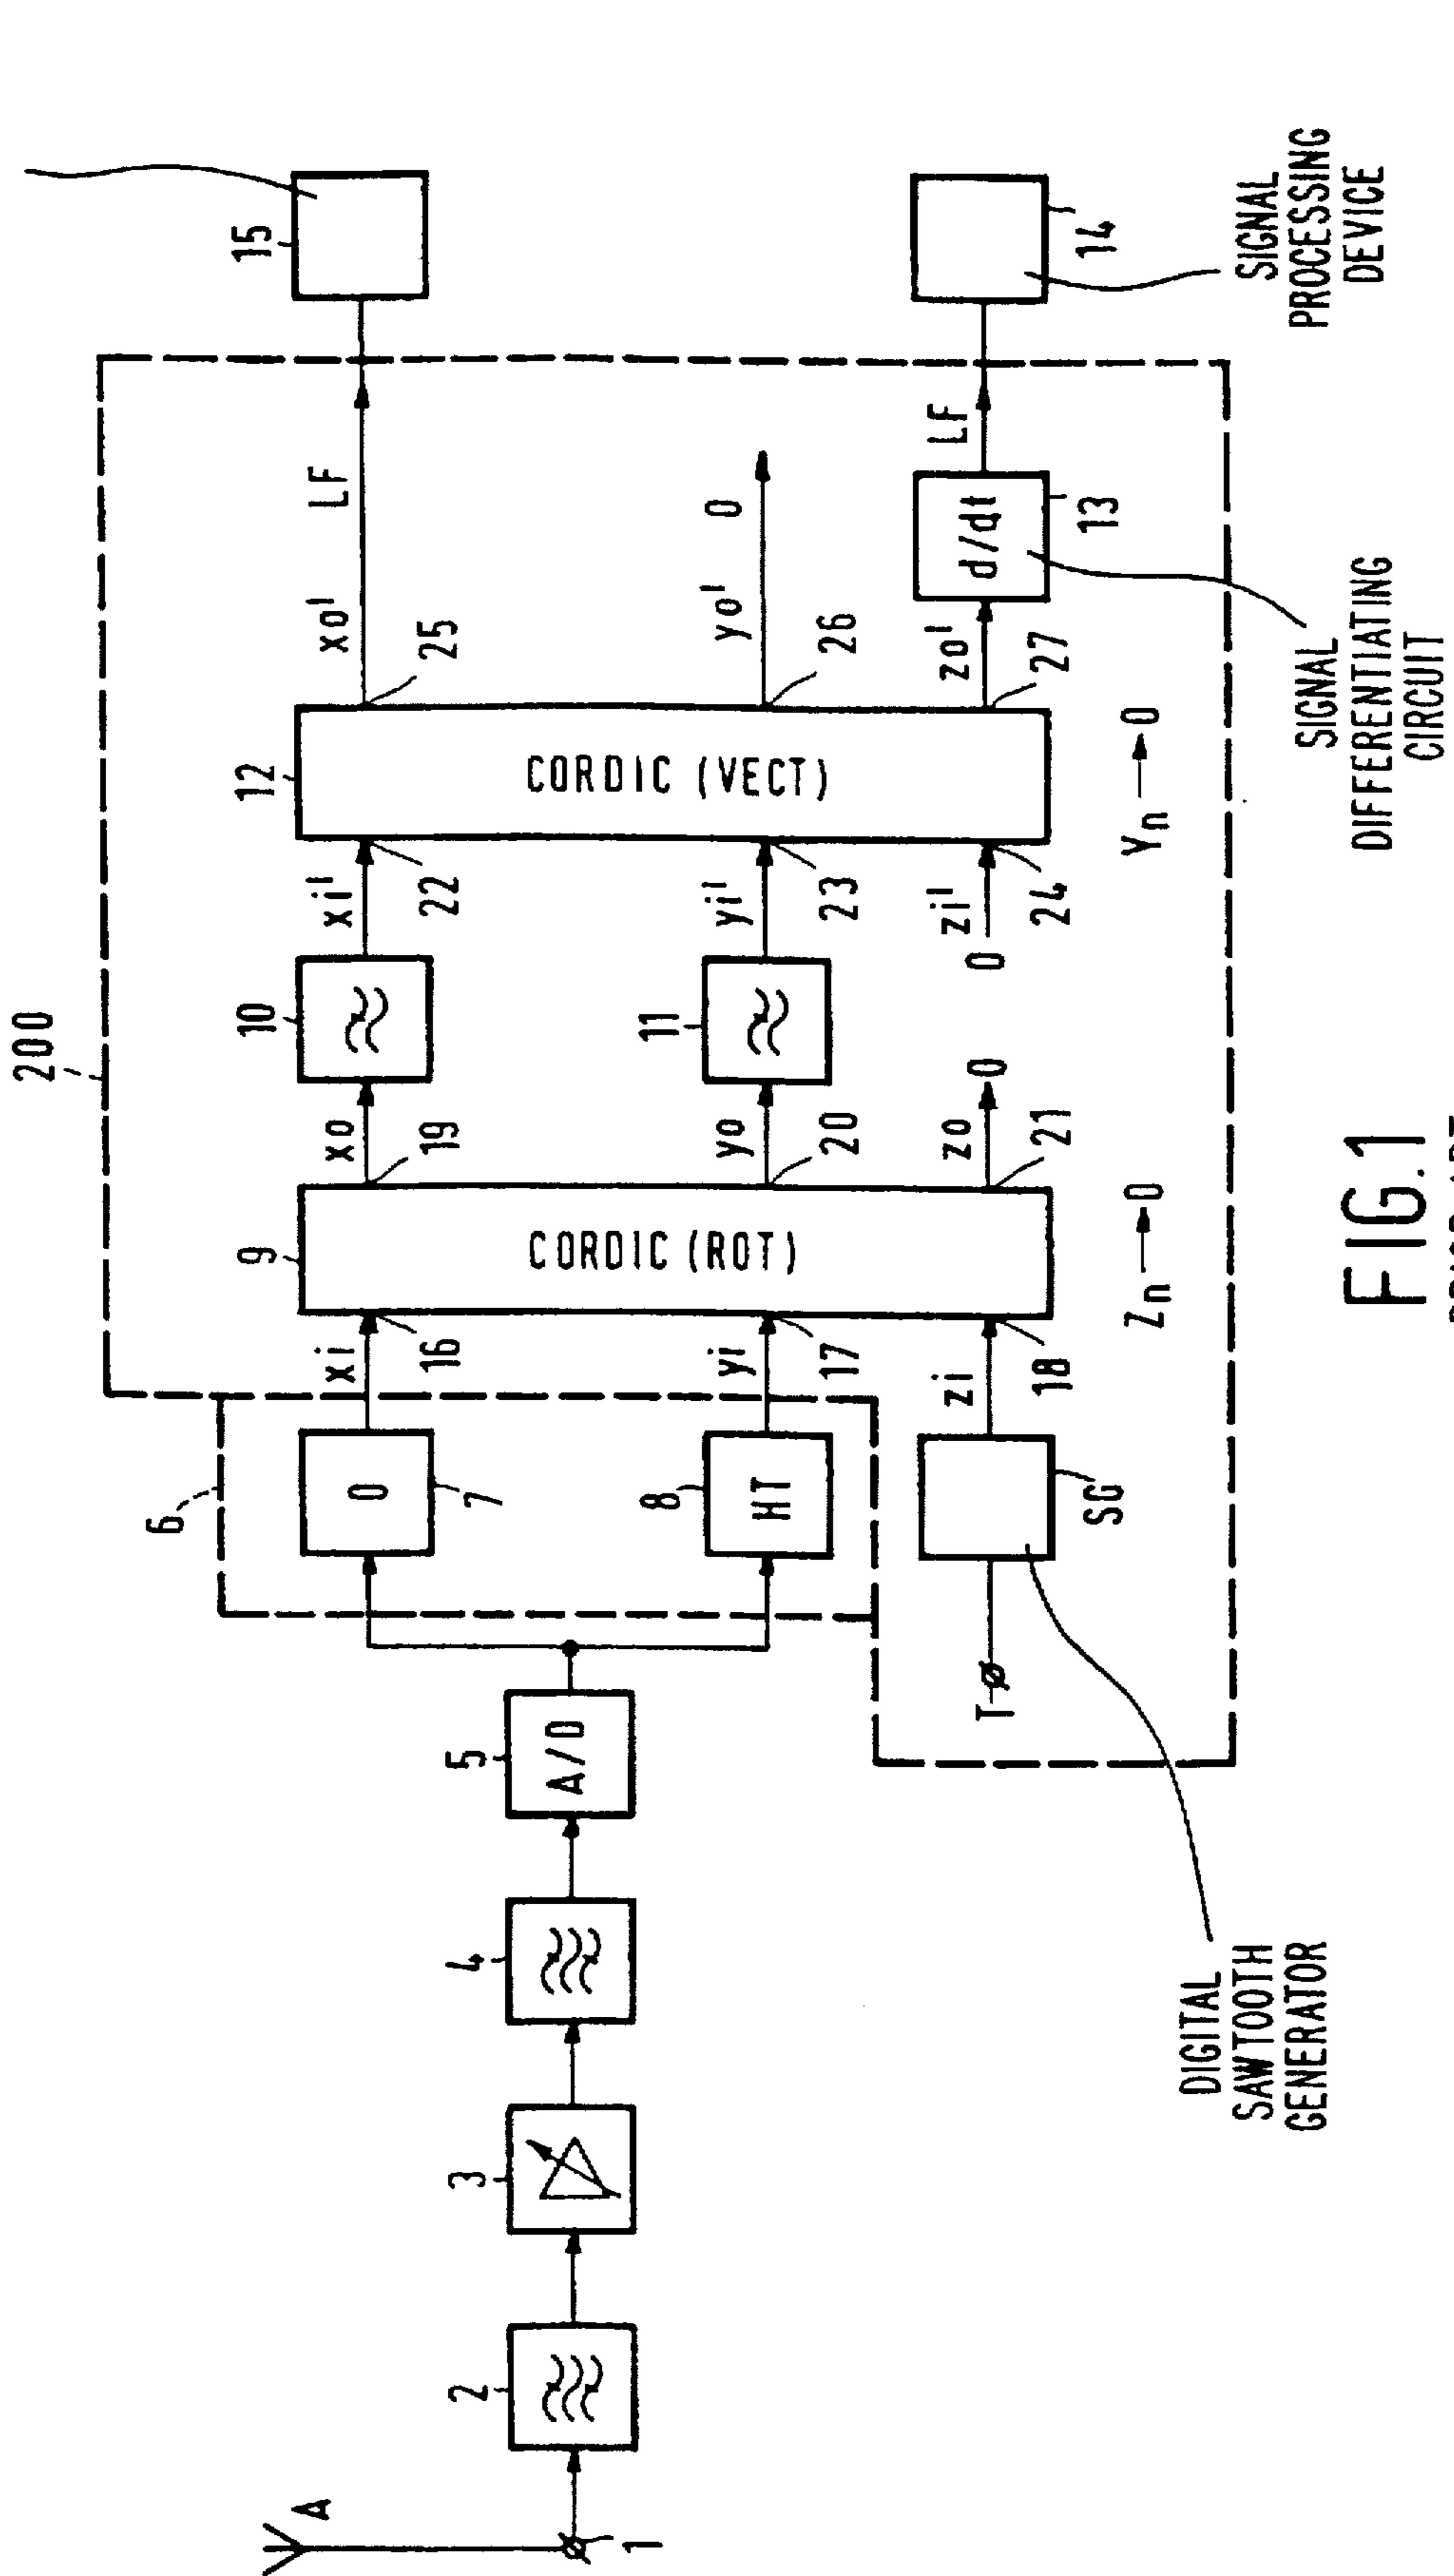 200
15
6
9
10
12
0
xi
xo
xi'
xo'
LF
7
16
19
22
25
A
2
3
4
5
A/D
8
11
CORDIC (ROT)
CORDIC (VECT)
1
HT
yi
yo
yi'
yo'
0
17
20
23
26
T
zi
zo
0
0
zi'
zo'
d/dt
LF
SG
18
21
24
27
13
14
Zn → 0
Yn → 0
DIGITAL
SAWTOOTH
GENERATOR
SIGNAL
DIFFERENTIATING
CIRCUIT
SIGNAL
PROCESSING
DEVICE
FIG.1